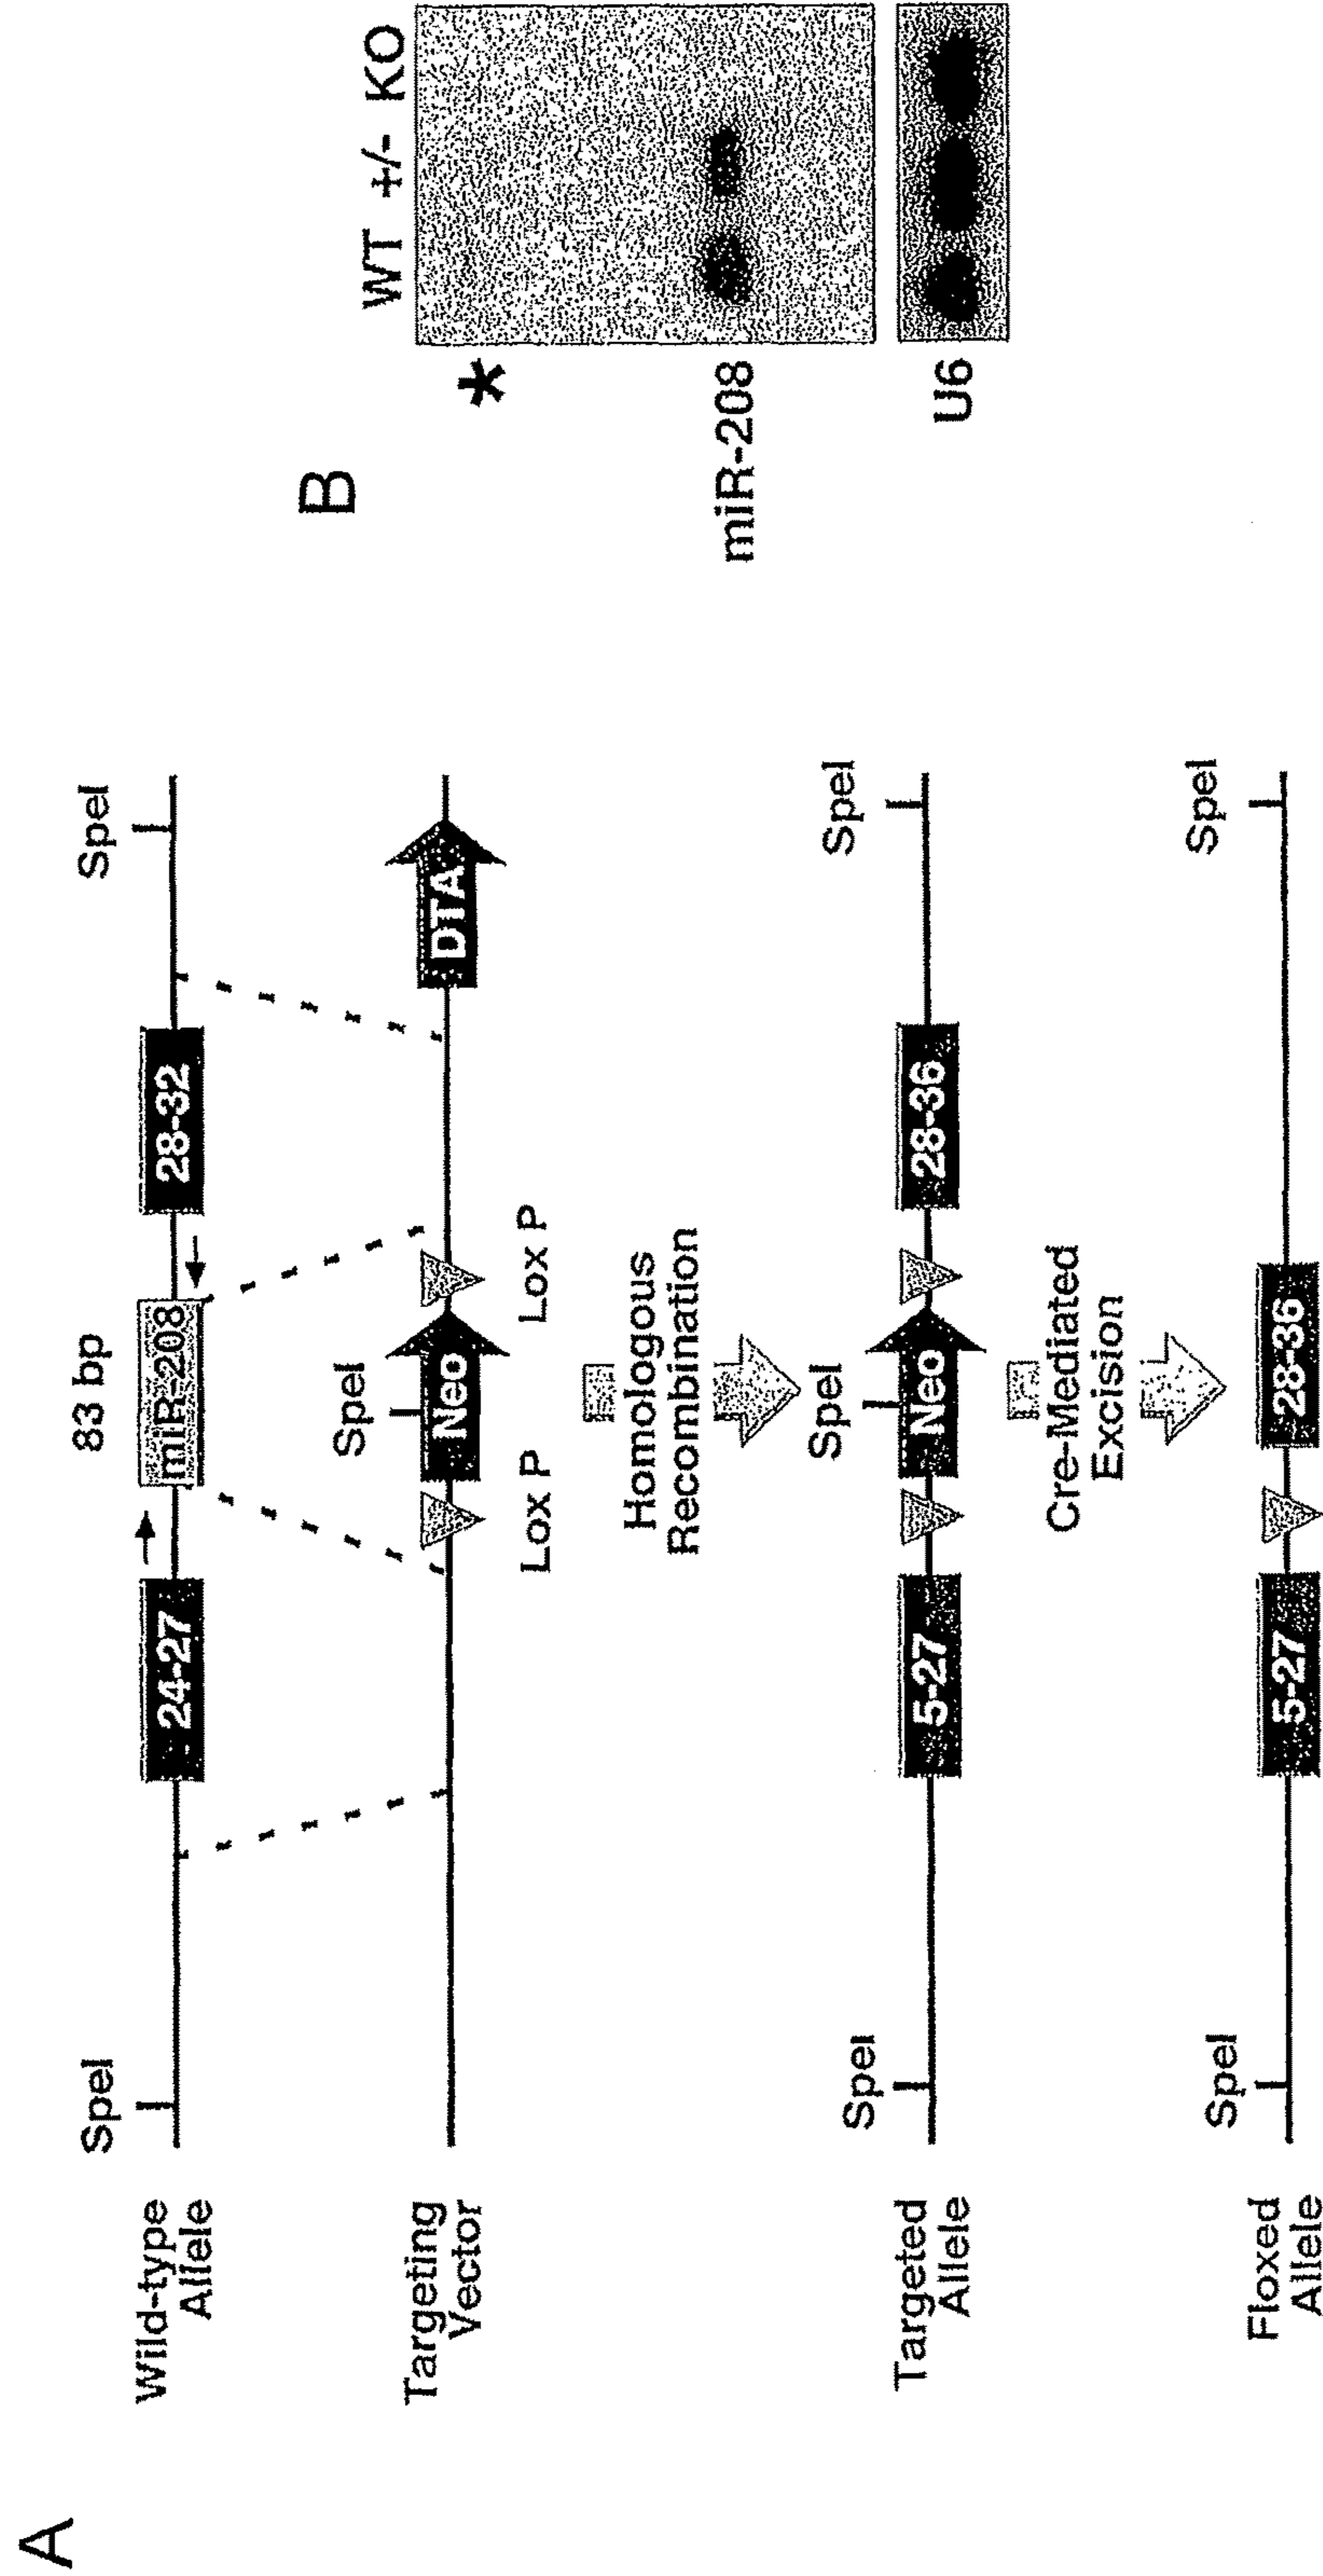 A
83 bp
SpeI
SpeI
Wild-type
Allele
24-27
miR-208
28-32
SpeI
Targeting
Vector
Neo
DTA
Lox P
Lox P
Homologous
Recombination
SpeI
SpeI
SpeI
Targeted
Allele
5-27
Neo
28-36
Cre-Mediated
Excision
SpeI
SpeI
Floxed
Allele
5-27
28-36
B
WT +/- KO
*
miR-208
U6